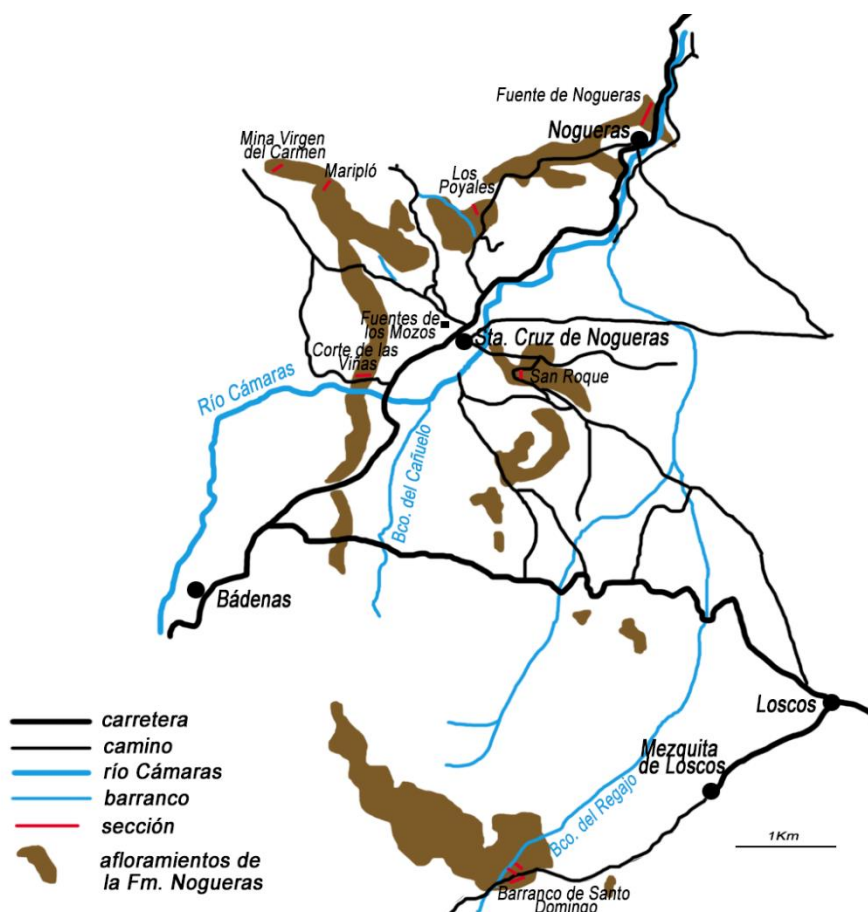 Fuente de Nogueras
Nogueras
Mina Virgen
del Carmen
Maripló
Los
Poyales
Fuentes de
los Mozos
Sta. Cruz de Nogueras
Corte de las
Viñas
San Roque
Río Cámaras
Bco. del Cañuelo
Bádenas
Loscos
Mezquita
de Loscos
Bco. del Regajo
Barranco de Santo
Domingo
1Km
carretera
camino
río Cámaras
barranco
sección
afloramientos de
la Fm. Nogueras